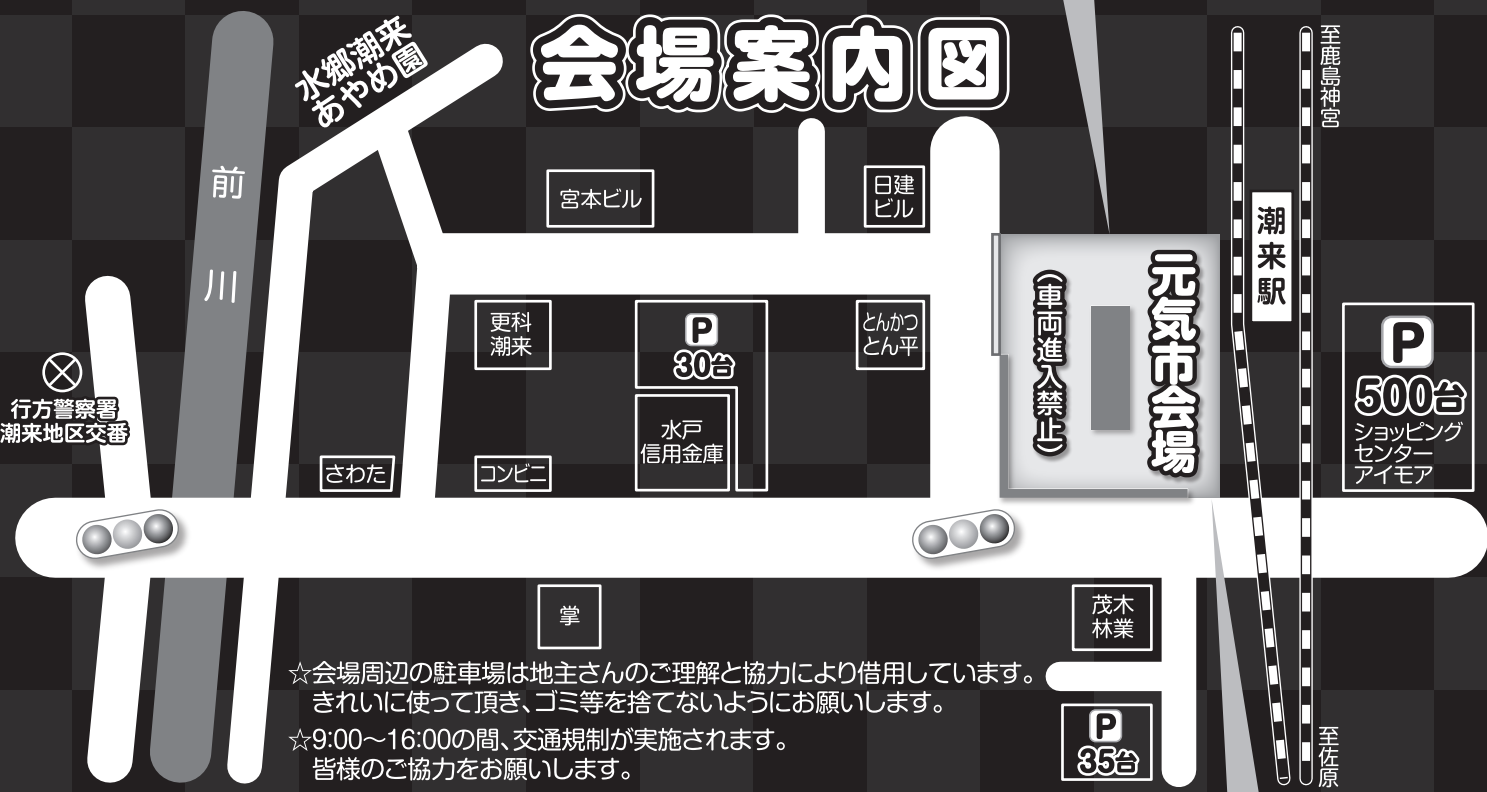 会場案内図
水郷潮来
あやめ園
前川
宮本ビル
日建
ビル
至鹿島神宮
潮来駅
元気市会場
（車両進入禁止）
更科
潮来
P
30台
とんかつ
とん平
P
500台
ショッピング
センター
アイモア
行方警察署
潮来地区交番
水戸
信用金庫
さわた
コンビニ
掌
茂木
林業
☆会場周辺の駐車場は地主さんのご理解と協力により借用しています。
きれいに使って頂き、ゴミ等を捨てないようにお願いします。
☆9:00〜16:00の間、交通規制が実施されます。
皆様のご協力をお願いします。
P
35台
至佐原